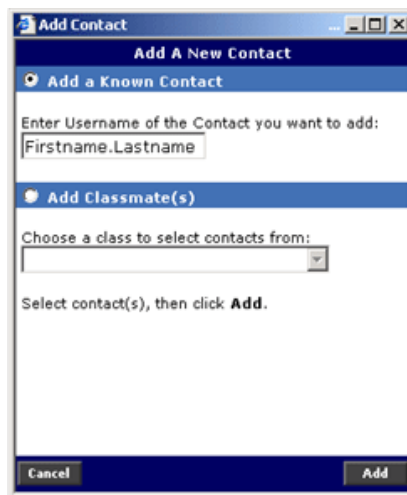 Add Contact
Add A New Contact
Add a Known Contact
Enter Username of the Contact you want to add:
Firstname.Lastname
Add Classmate(s)
Choose a class to select contacts from:
Select contact(s), then click Add.
Cancel Add